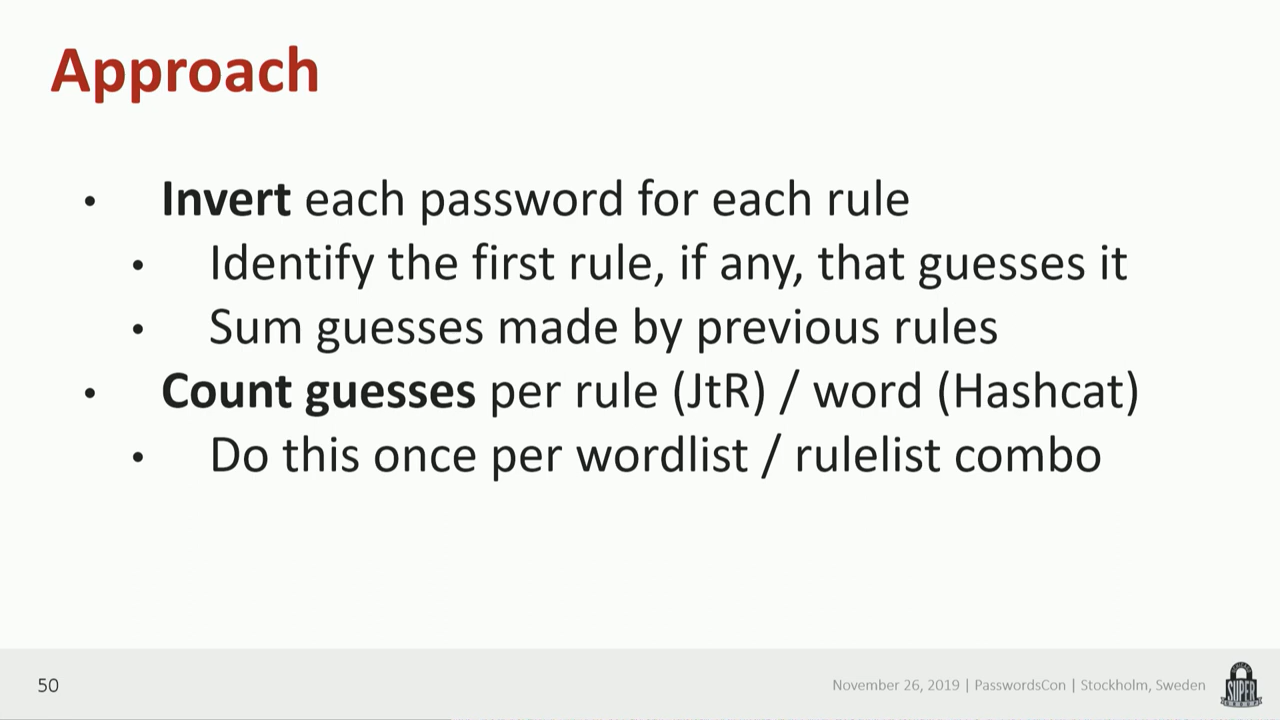 Approach
• Invert each password for each rule
• Identify the first rule, if any, that guesses it
• Sum guesses made by previous rules
• Count guesses per rule (JtR) / word (Hashcat)
• Do this once per wordlist / rulelist combo
50
November 26, 2019 | PasswordsCon | Stockholm, Sweden
SUPER